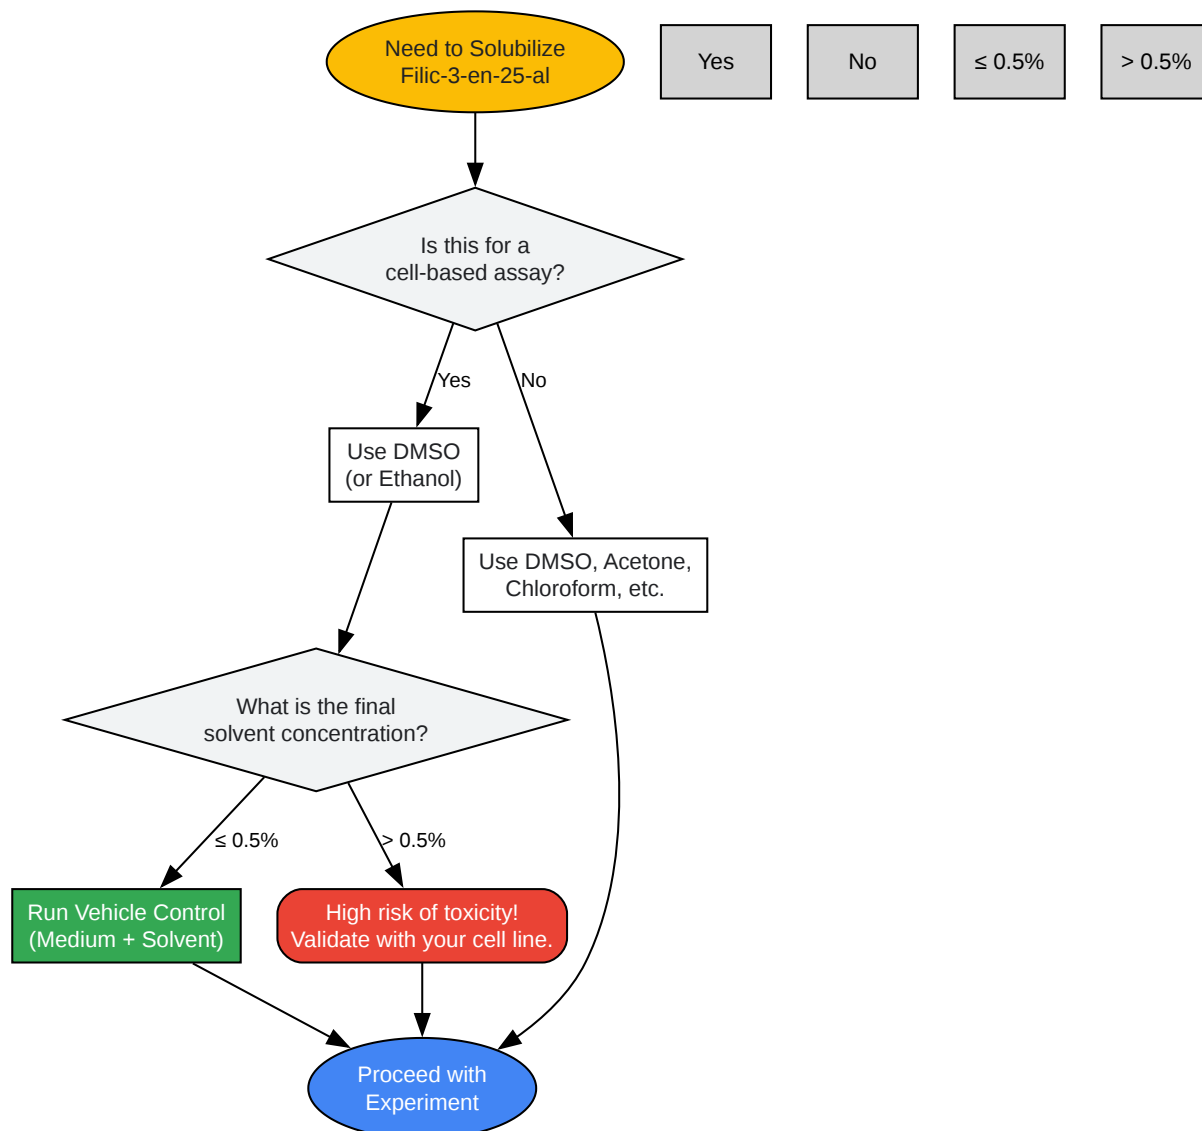 Need to Solubilize
Filic-3-en-25-al
Yes
No
≤ 0.5%
> 0.5%
Is this for a
cell-based assay?
Yes
No
Use DMSO
(or Ethanol)
Use DMSO, Acetone,
Chloroform, etc.
What is the final
solvent concentration?
≤ 0.5%
> 0.5%
Run Vehicle Control
(Medium + Solvent)
High risk of toxicity!
Validate with your cell line.
Proceed with
Experiment